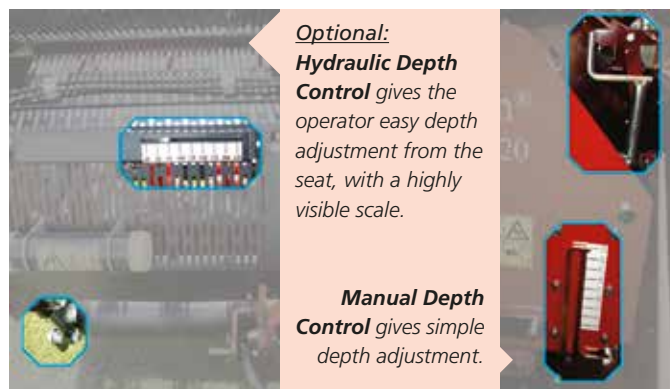 Optional:
Hydraulic Depth
Control gives the
operator easy depth
adjustment from the
seat, with a highly
visible scale.
Manual Depth
Control gives simple
depth adjustment.